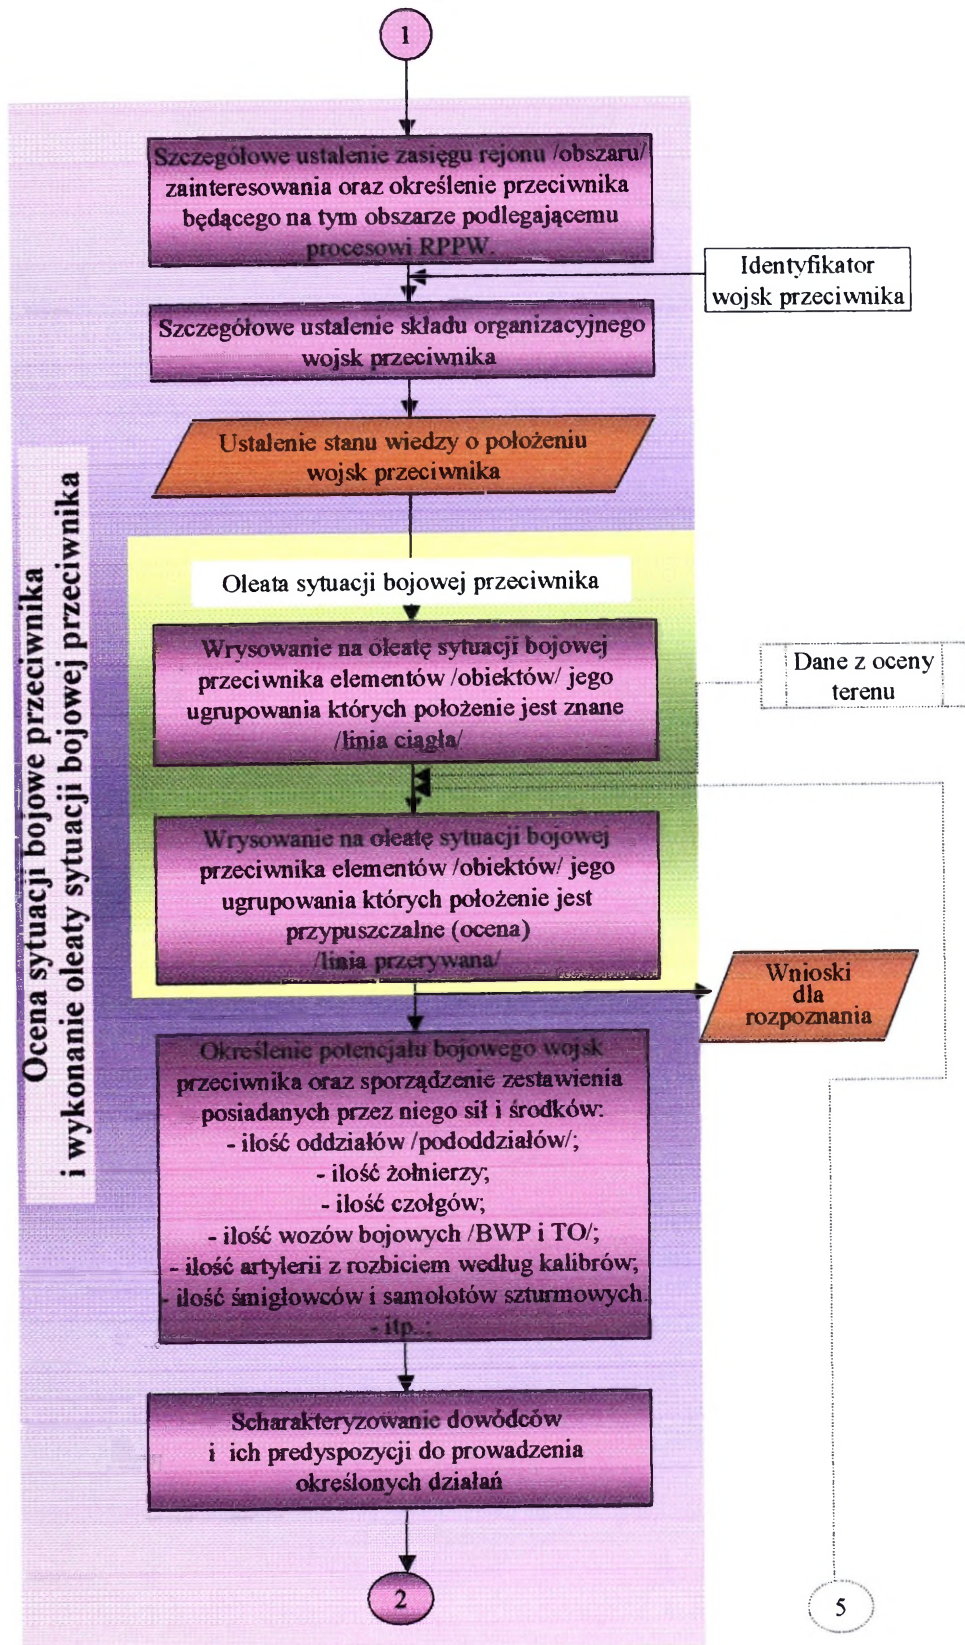 1
Szczegółowe ustalenie zasięgu rejonu /obszaru/
zainteresowania oraz określenie przeciwnika
będącego na tym obszarze podlegającemu
procesowi RPPW.
Identyfikator
wojsk przeciwnika
Szczegółowe ustalenie składu organizacyjnego
wojsk przeciwnika
Ustalenie stanu wiedzy o położeniu
wojsk przeciwnika
Ocena sytuacji bojowe przeciwnika
i wykonanie oleaty sytuacji bojowej przeciwnika
Oleata sytuacji bojowej przeciwnika
Wrysowanie na oleatę sytuacji bojowej
przeciwnika elementów /obiektów/ jego
ugrupowania których położenie jest znane
/linia ciągła/
Dane z oceny
terenu
Wrysowanie na oleatę sytuacji bojowej
przeciwnika elementów /obiektów/ jego
ugrupowania których położenie jest
przypuszczalne (ocena)
/linia przerywana/
Wnioski
dla
rozpoznania
Określenie potencjału bojowego wojsk
przeciwnika oraz sporządzenie zestawienia
posiadanych przez niego sił i środków:
- ilość oddziałów /pododdziałów/;
- ilość żołnierzy;
- ilość czołgów;
- ilość wozów bojowych /BWP i TO/;
- ilość artylerii z rozbiciem według kalibrów;
- ilość śmigłowców i samolotów szturmowych.
- itp..;
Scharakteryzowanie dowódców
i ich predyspozycji do prowadzenia
określonych działań
2
5